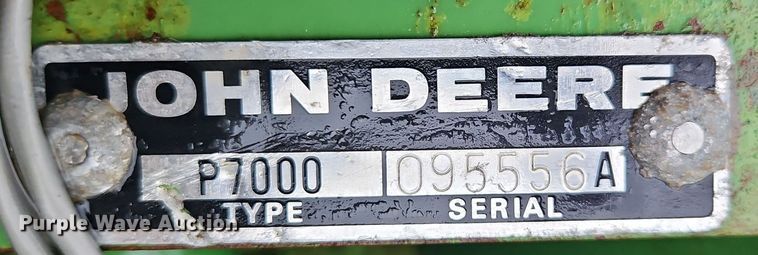 JOHN DEERE
P7000 095556A
TYPE SERIAL
Purple Wave Auction